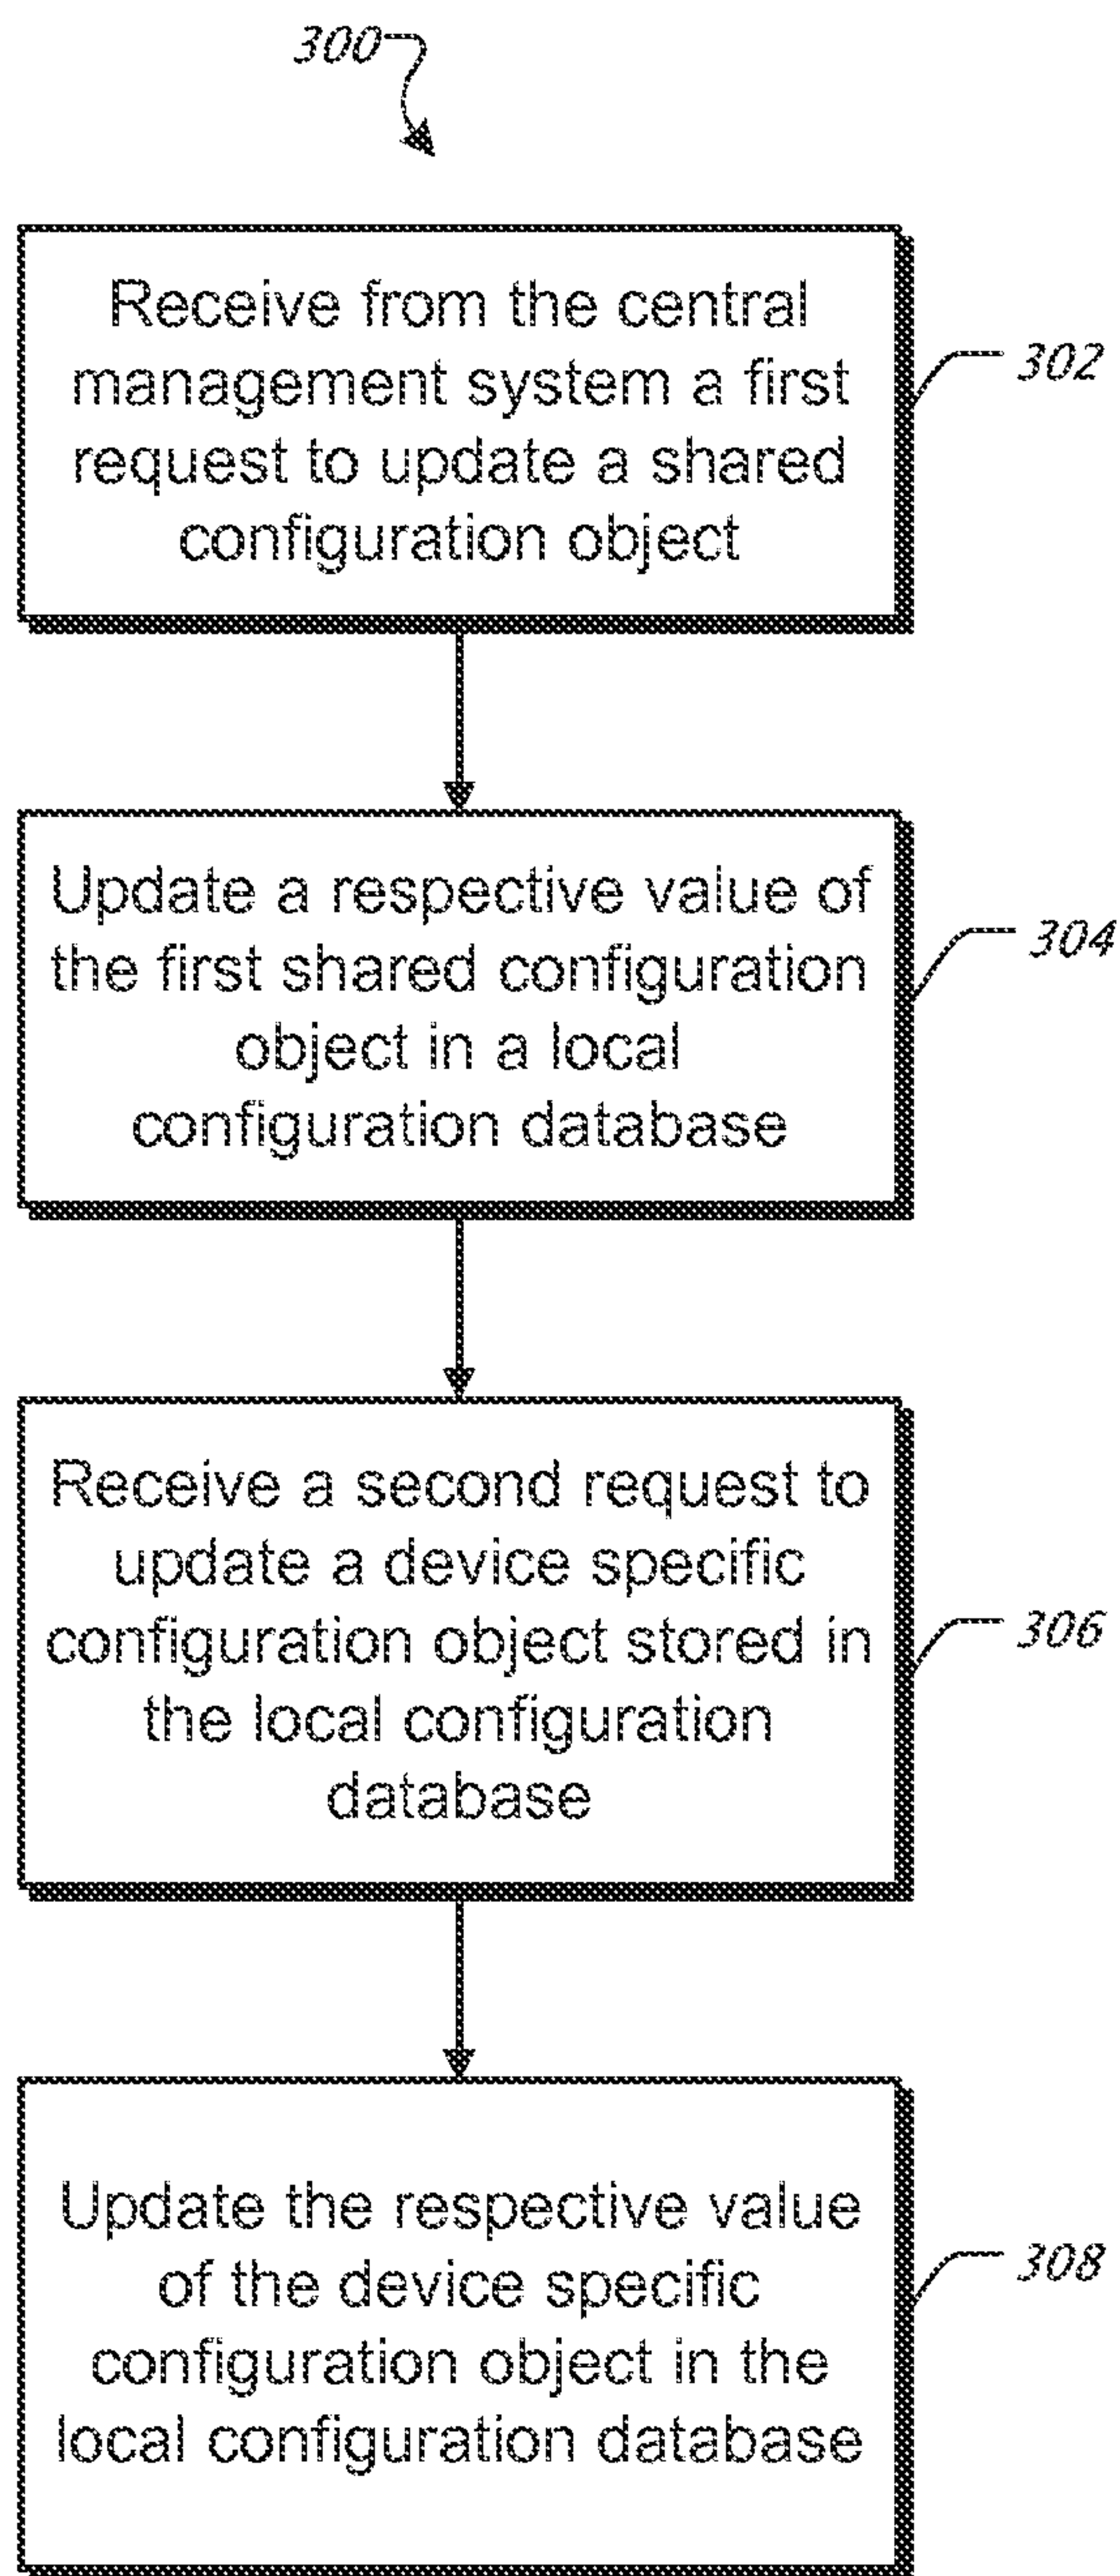 300
Receive from the central
management system a first
request to update a shared
configuration object
302
Update a respective value of
the first shared configuration
object in a local
configuration database
304
Receive a second request to
update a device specific
configuration object stored in
the local configuration
database
306
Update the respective value
of the device specific
configuration object in the
local configuration database
308